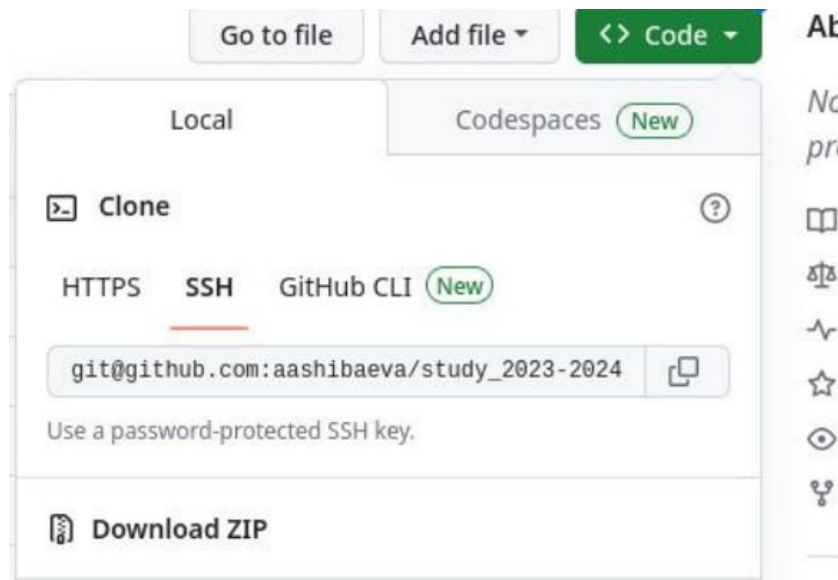 Go to file Add file Code
Local Codespaces New
Clone
HTTPS SSH GitHub CLI New
git@github.com:aashibaeva/study_2023-2024
Use a password-protected SSH key.
Download ZIP